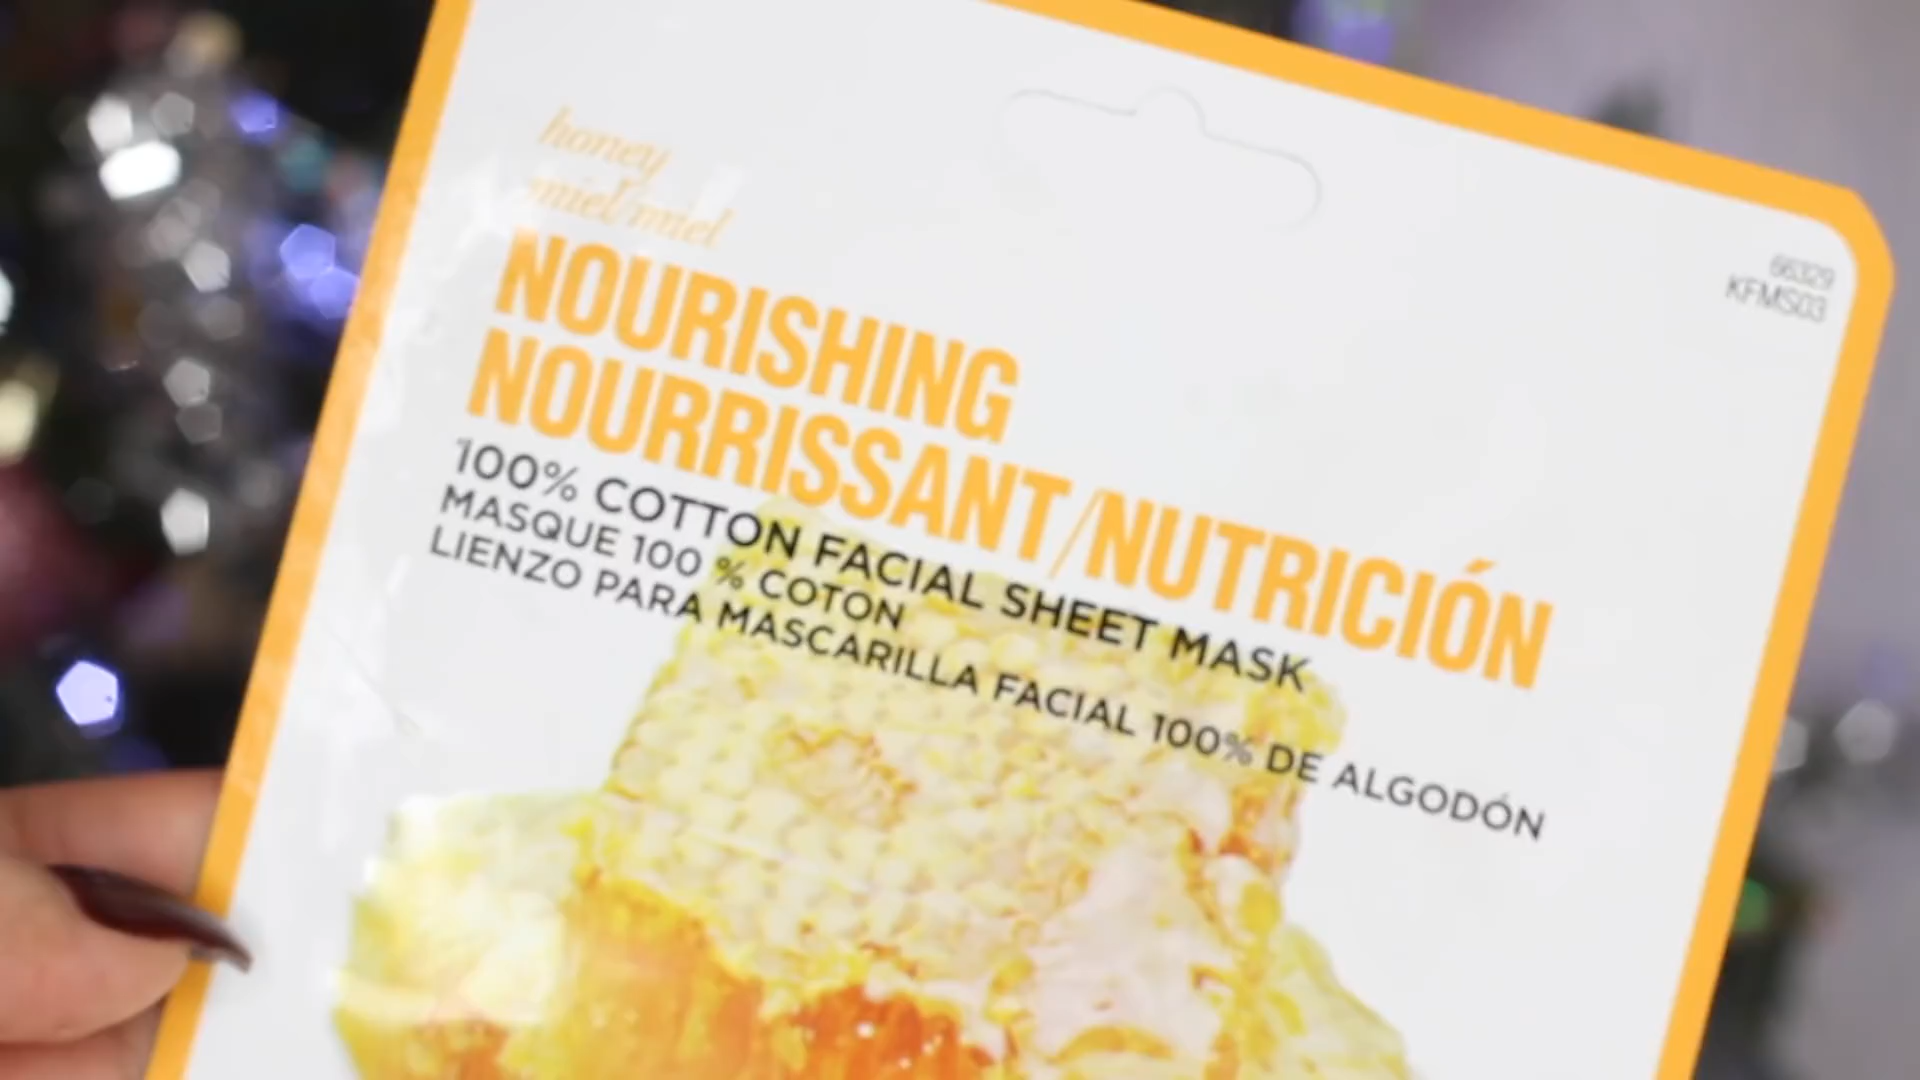 honey
miel/miel
NOURISHING
NOURRISSANT/NUTRICIÓN
100% COTTON FACIAL SHEET MASK
MASQUE 100 % COTON
LIENZO PARA MASCARILLA FACIAL 100% DE ALGODÓN
66329
KFMS03